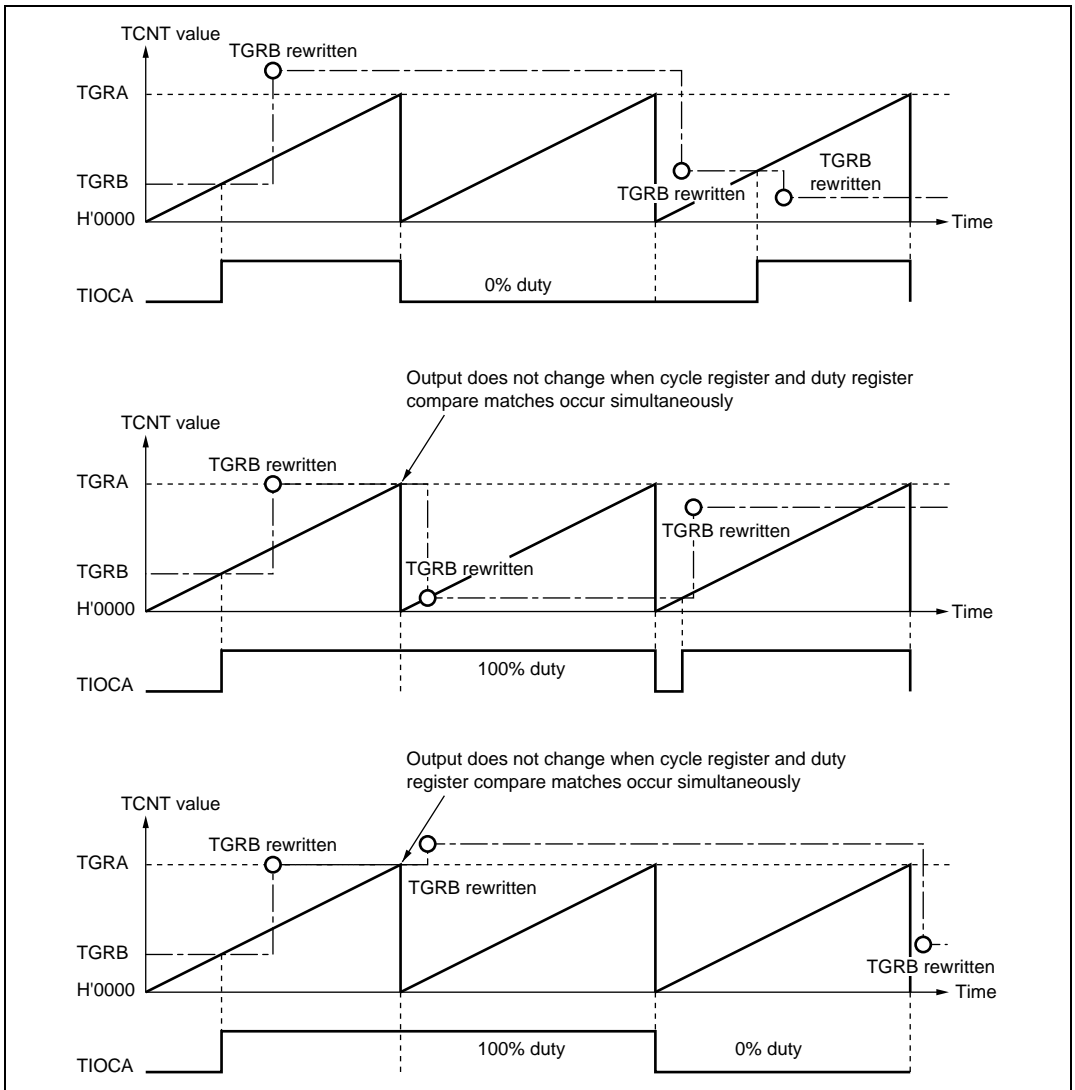 TCNT value
TGRB rewritten
TGRA
TGRB
rewritten
TGRB
TGRB rewritten
H'0000
Time
0% duty
TIOCA
Output does not change when cycle register and duty register
compare matches occur simultaneously
TCNT value
TGRB rewritten
TGRA
TGRB rewritten
TGRB
TGRB rewritten
H'0000
Time
100% duty
TIOCA
Output does not change when cycle register and duty
register compare matches occur simultaneously
TCNT value
TGRB rewritten
TGRA
TGRB rewritten
TGRB
TGRB rewritten
H'0000
Time
100% duty
0% duty
TIOCA